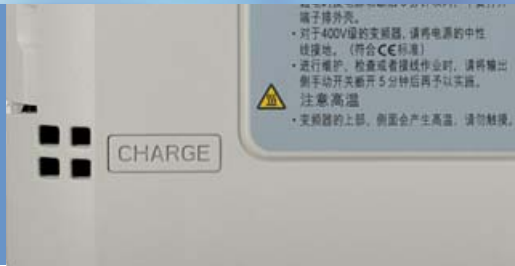 端子排外壳。
・对于400V级的变频器,请将电源的中性
线接地。(符合CE标准)
・进行维护、检查或者接线作业时,请将输出
侧手动开关断开5分钟后再予以实施。
注意高温
・变频器的上部、侧面会产生高温,请勿触摸。
CHARGE